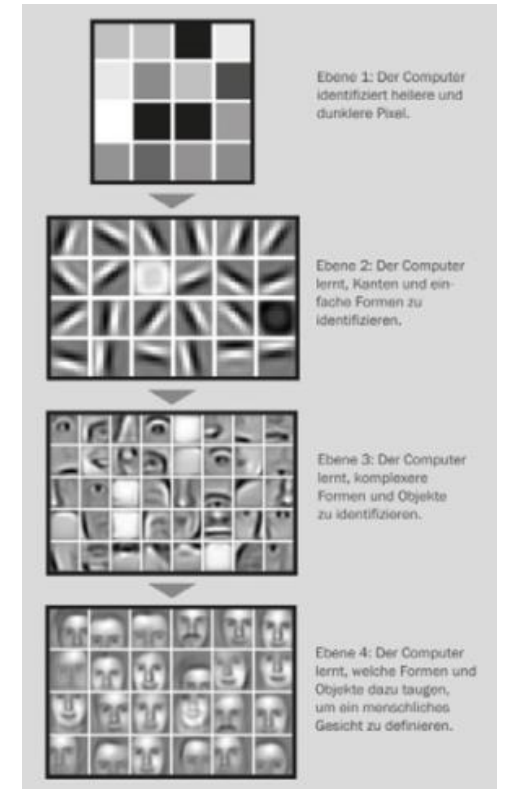 Ebene 1: Der Computer
identifiziert hellere und
dunklere Pixel.
Ebene 2: Der Computer
lernt, Kanten und ein-
fache Formen zu
identifizieren.
Ebene 3: Der Computer
lernt, komplexere
Formen und Objekte
zu identifizieren.
Ebene 4: Der Computer
lernt, welche Formen und
Objekte dazu taugen,
um ein menschliches
Gesicht zu definieren.